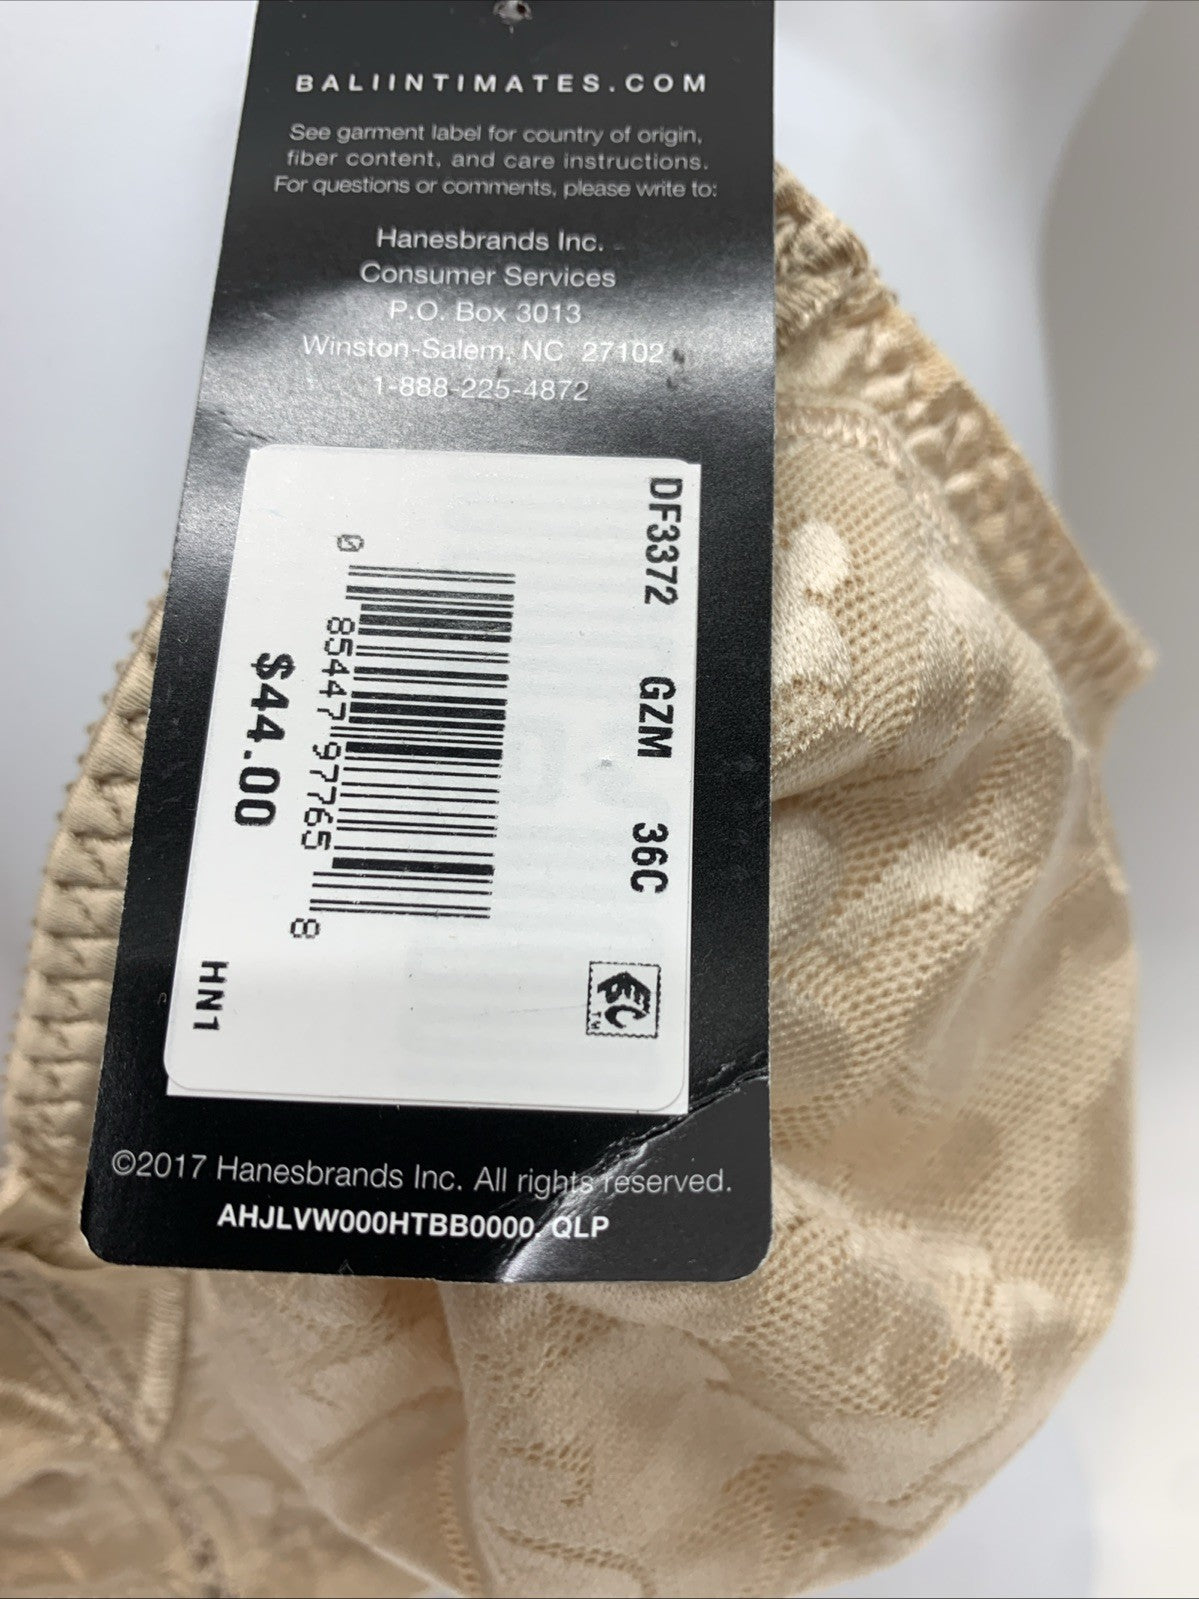 BALIINTIMATES.COM
See garment label for country of origin,
fiber content, and care instructions.
For questions or comments, please write to:
Hanesbrands Inc.
Consumer Services
P.O. Box 3013
Winston-Salem, NC 27102
1-888-225-4872
DF3372 GZM 36C
0 85447 97765 8
$44.00
HN1
EPC TM
©2017 Hanesbrands Inc. All rights reserved.
AHJLVW000HTBB0000, QLP